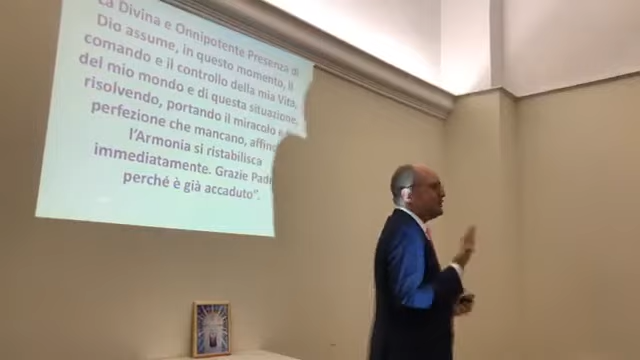 La Divina e Onnipotente Presenza di
Dio assume, in questo momento, il
comando e il controllo della mia Vita,
del mio mondo e di questa situazione,
risolvendo, portando il miracolo e
perfezione che mancano, affin
l'Armonia si ristabilisca
immediatamente. Grazie Pad
perché è già accaduto".